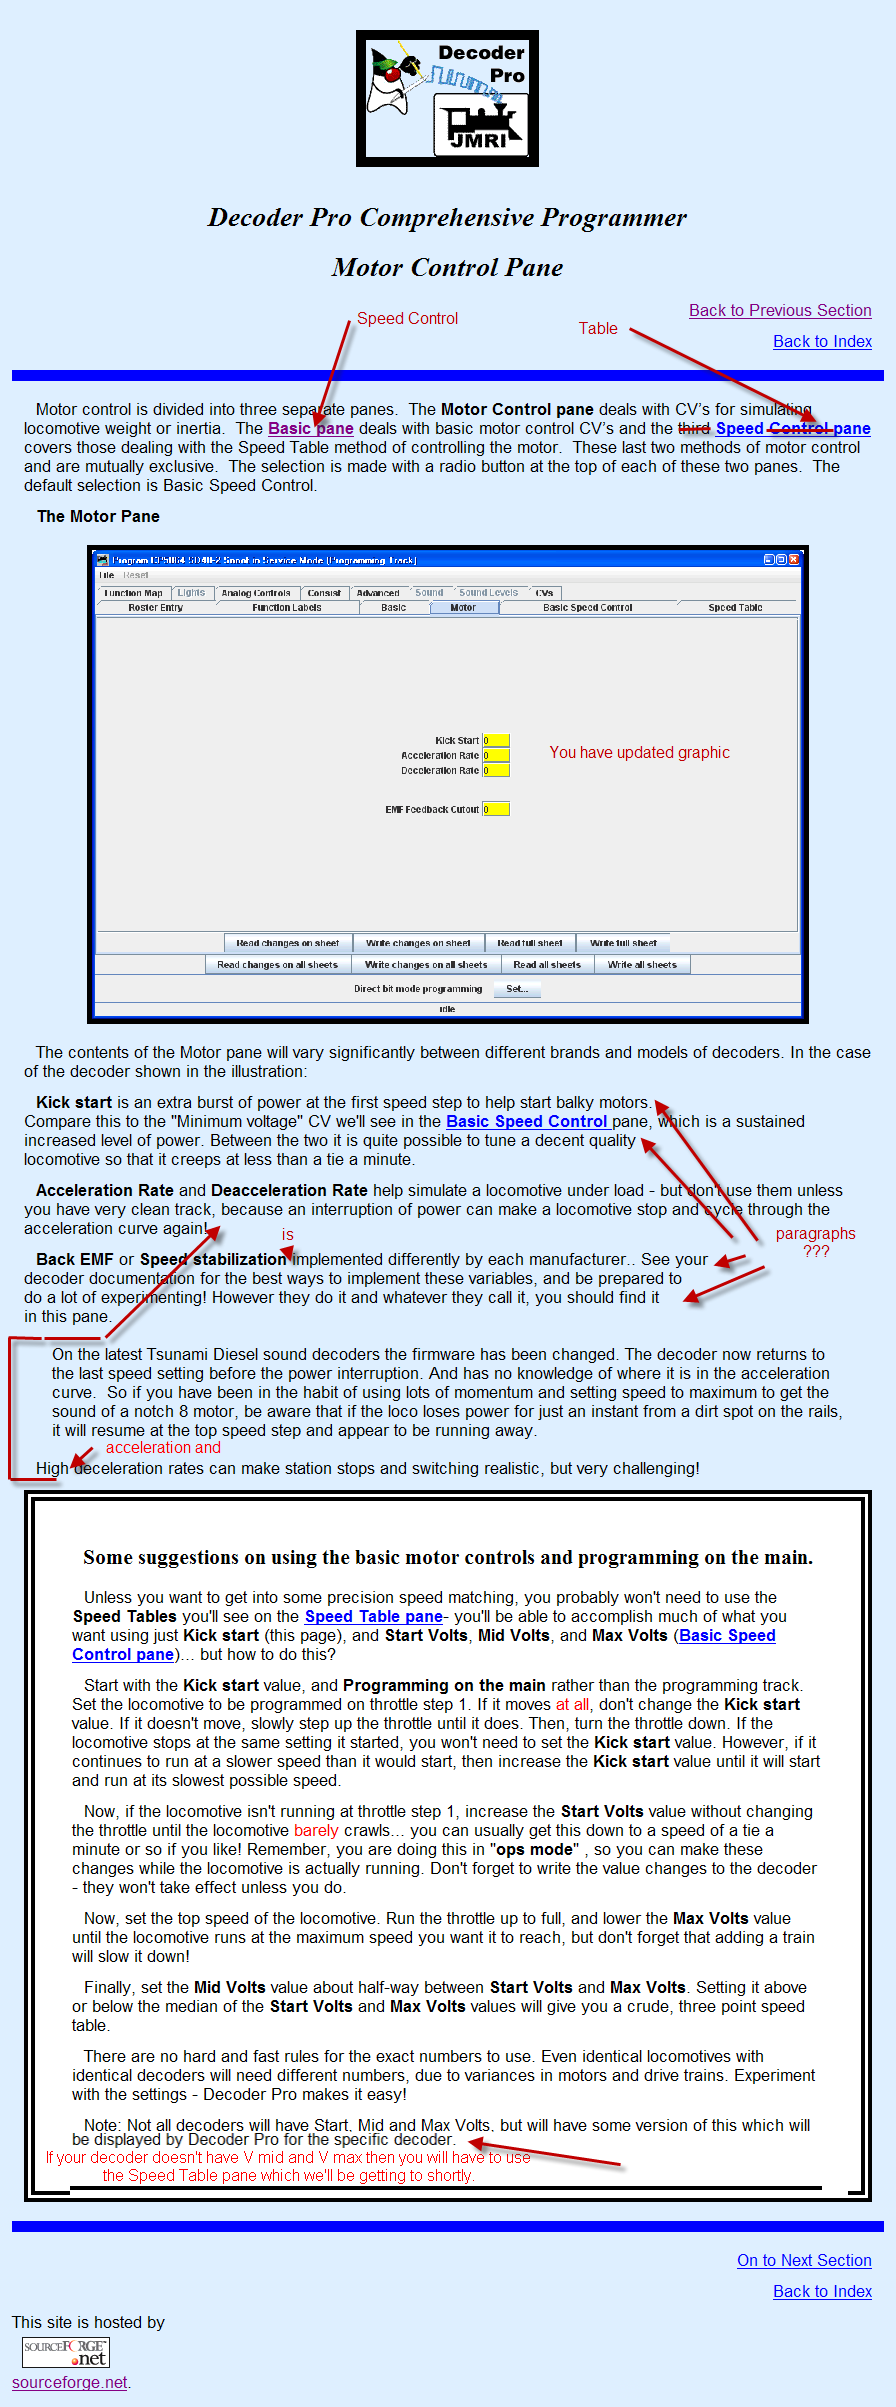 Decoder
Pro
JMRI
Decoder Pro Comprehensive Programmer
Motor Control Pane
Back to Previous Section
Speed Control
Table
Back to Index
Motor control is divided into three separate panes. The Motor Control pane deals with CV's for simulating
locomotive weight or inertia. The Basic pane deals with basic motor control CV's and the third Speed Control pane
covers those dealing with the Speed Table method of controlling the motor. These last two methods of motor control
and are mutually exclusive. The selection is made with a radio button at the top of each of these two panes. The
default selection is Basic Speed Control.
The Motor Pane
Program CP5064 SD40-2 Snoot in Service Mode (Programming Track)
File Reset
Function Map Lights Analog Controls Consist Advanced Sound Sound Levels CVs
Roster Entry Function Labels Basic Motor Basic Speed Control Speed Table
Kick Start 0
Acceleration Rate 0
You have updated graphic
Deceleration Rate 0
EMF Feedback Cutout 0
Read changes on sheet Write changes on sheet Read full sheet Write full sheet
Read changes on all sheets Write changes on all sheets Read all sheets Write all sheets
Direct bit mode programming Set...
idle
The contents of the Motor pane will vary significantly between different brands and models of decoders. In the case
of the decoder shown in the illustration:
Kick start is an extra burst of power at the first speed step to help start balky motors.
Compare this to the "Minimum voltage" CV we'll see in the Basic Speed Control pane, which is a sustained
increased level of power. Between the two it is quite possible to tune a decent quality
locomotive so that it creeps at less than a tie a minute.
Acceleration Rate and Deacceleration Rate help simulate a locomotive under load - but don't use them unless
you have very clean track, because an interruption of power can make a locomotive stop and cycle through the
acceleration curve again!
is
paragraphs
???
Back EMF or Speed stabilization implemented differently by each manufacturer.. See your
decoder documentation for the best ways to implement these variables, and be prepared to
do a lot of experimenting! However they do it and whatever they call it, you should find it
in this pane.
On the latest Tsunami Diesel sound decoders the firmware has been changed. The decoder now returns to
the last speed setting before the power interruption. And has no knowledge of where it is in the acceleration
curve. So if you have been in the habit of using lots of momentum and setting speed to maximum to get the
sound of a notch 8 motor, be aware that if the loco loses power for just an instant from a dirt spot on the rails,
it will resume at the top speed step and appear to be running away.
acceleration and
High deceleration rates can make station stops and switching realistic, but very challenging!
Some suggestions on using the basic motor controls and programming on the main.
Unless you want to get into some precision speed matching, you probably won't need to use the
Speed Tables you'll see on the Speed Table pane- you'll be able to accomplish much of what you
want using just Kick start (this page), and Start Volts, Mid Volts, and Max Volts (Basic Speed
Control pane)... but how to do this?
Start with the Kick start value, and Programming on the main rather than the programming track.
Set the locomotive to be programmed on throttle step 1. If it moves at all, don't change the Kick start
value. If it doesn't move, slowly step up the throttle until it does. Then, turn the throttle down. If the
locomotive stops at the same setting it started, you won't need to set the Kick start value. However, if it
continues to run at a slower speed than it would start, then increase the Kick start value until it will start
and run at its slowest possible speed.
Now, if the locomotive isn't running at throttle step 1, increase the Start Volts value without changing
the throttle until the locomotive barely crawls... you can usually get this down to a speed of a tie a
minute or so if you like! Remember, you are doing this in "ops mode" , so you can make these
changes while the locomotive is actually running. Don't forget to write the value changes to the decoder
- they won't take effect unless you do.
Now, set the top speed of the locomotive. Run the throttle up to full, and lower the Max Volts value
until the locomotive runs at the maximum speed you want it to reach, but don't forget that adding a train
will slow it down!
Finally, set the Mid Volts value about half-way between Start Volts and Max Volts. Setting it above
or below the median of the Start Volts and Max Volts values will give you a crude, three point speed
table.
There are no hard and fast rules for the exact numbers to use. Even identical locomotives with
identical decoders will need different numbers, due to variances in motors and drive trains. Experiment
with the settings - Decoder Pro makes it easy!
Note: Not all decoders will have Start, Mid and Max Volts, but will have some version of this which will
be displayed by Decoder Pro for the specific decoder.
If your decoder doesn't have V mid and V max then you will have to use
the Speed Table pane which we'll be getting to shortly.
On to Next Section
Back to Index
This site is hosted by
SOURCEFORGE
.net
sourceforge.net.